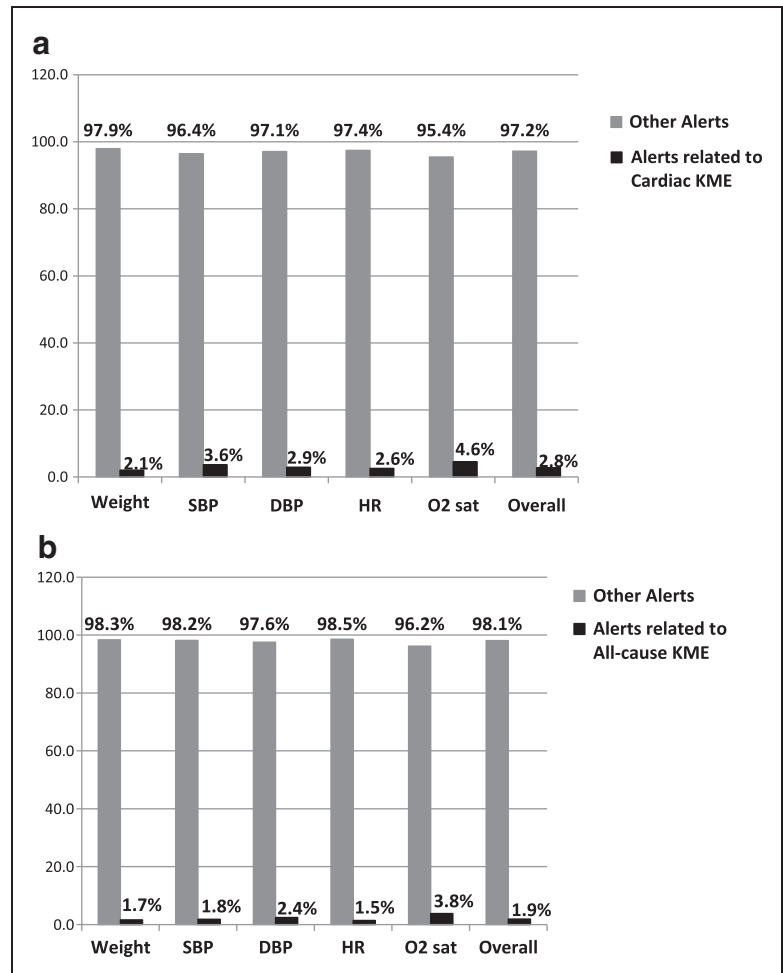 a
120.0
97.9% 96.4% 97.1% 97.4% 95.4% 97.2%
100.0
80.0
60.0
40.0
20.0
2.1% 3.6% 2.9% 2.6% 4.6% 2.8%
0.0
Weight SBP DBP HR O2 sat Overall
Other Alerts
Alerts related to
Cardiac KME
b
120.0
98.3% 98.2% 97.6% 98.5% 96.2% 98.1%
100.0
80.0
60.0
40.0
20.0
1.7% 1.8% 2.4% 1.5% 3.8% 1.9%
0.0
Weight SBP DBP HR O2 sat Overall
Other Alerts
Alerts related to
All-cause KME